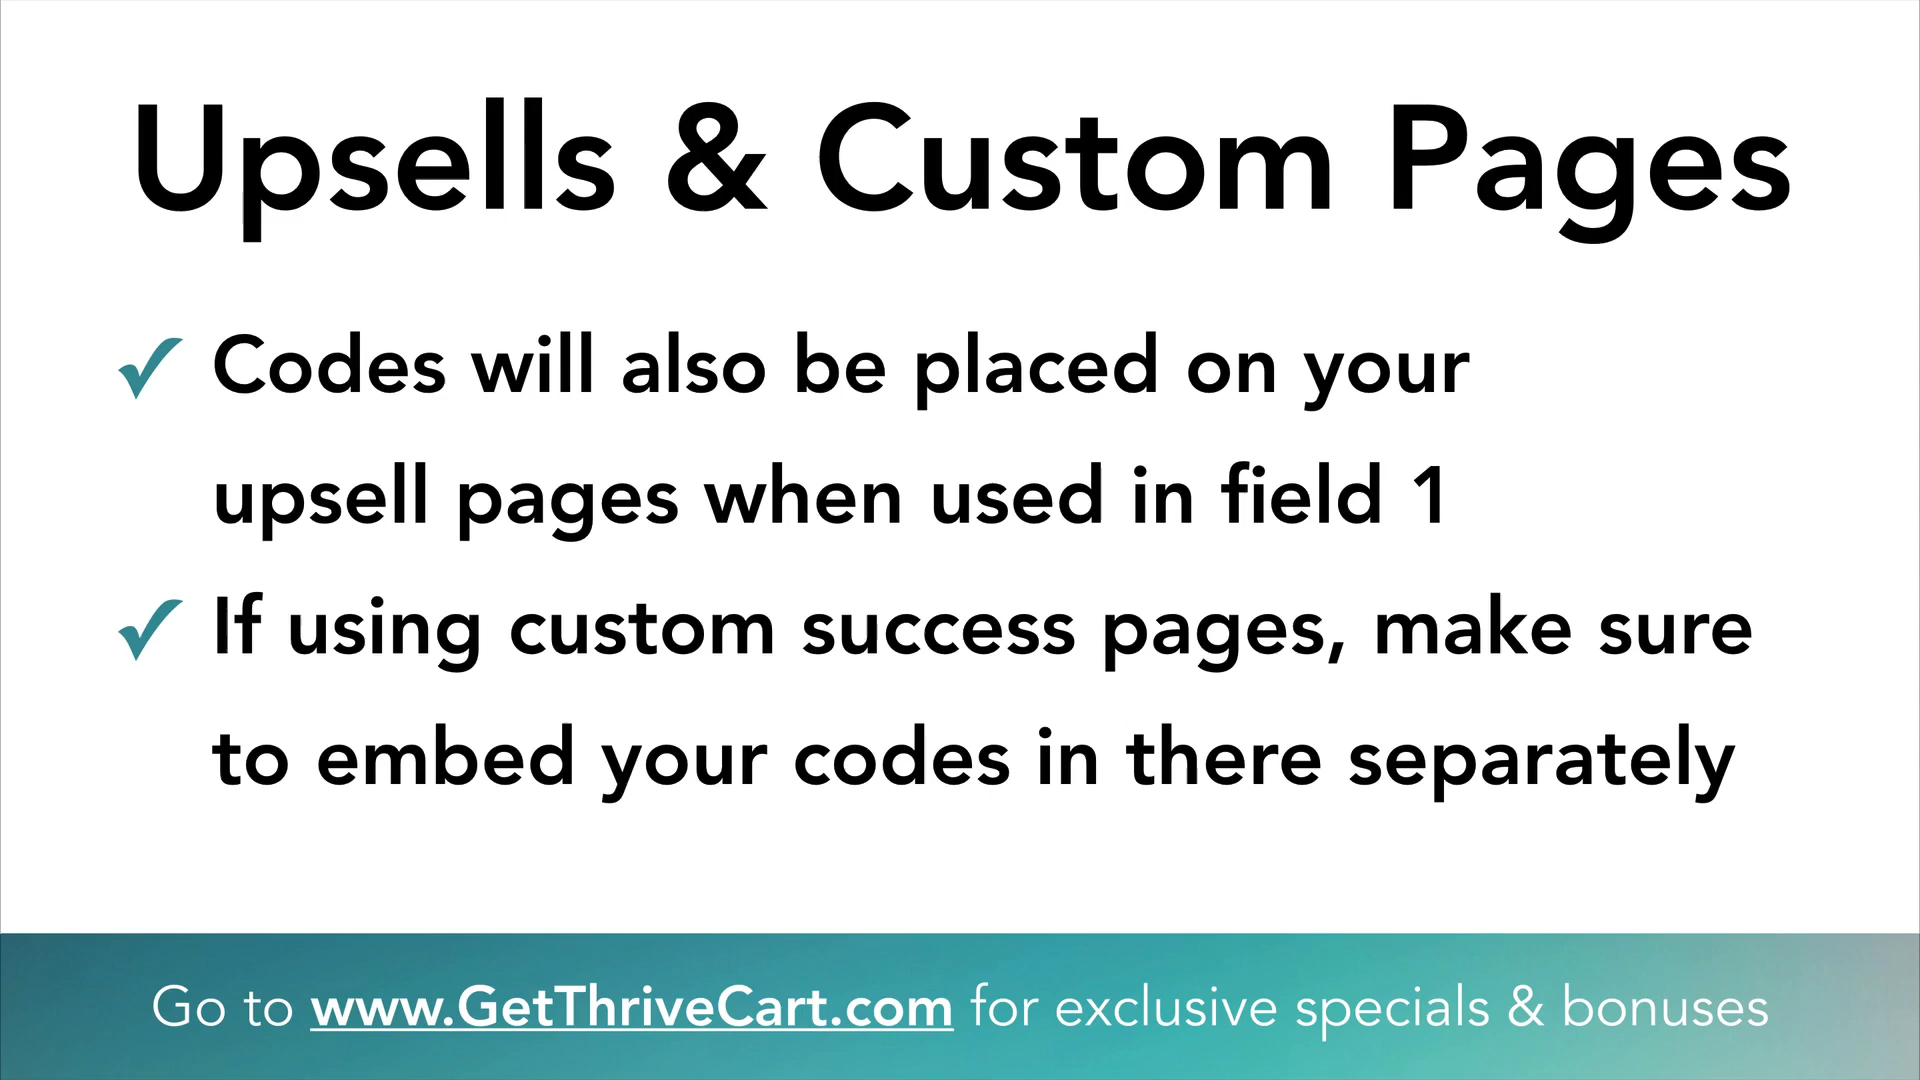 Upsells & Custom Pages
✓ Codes will also be placed on your
upsell pages when used in field 1
✓ If using custom success pages, make sure
to embed your codes in there separately
Go to www.GetThriveCart.com for exclusive specials & bonuses